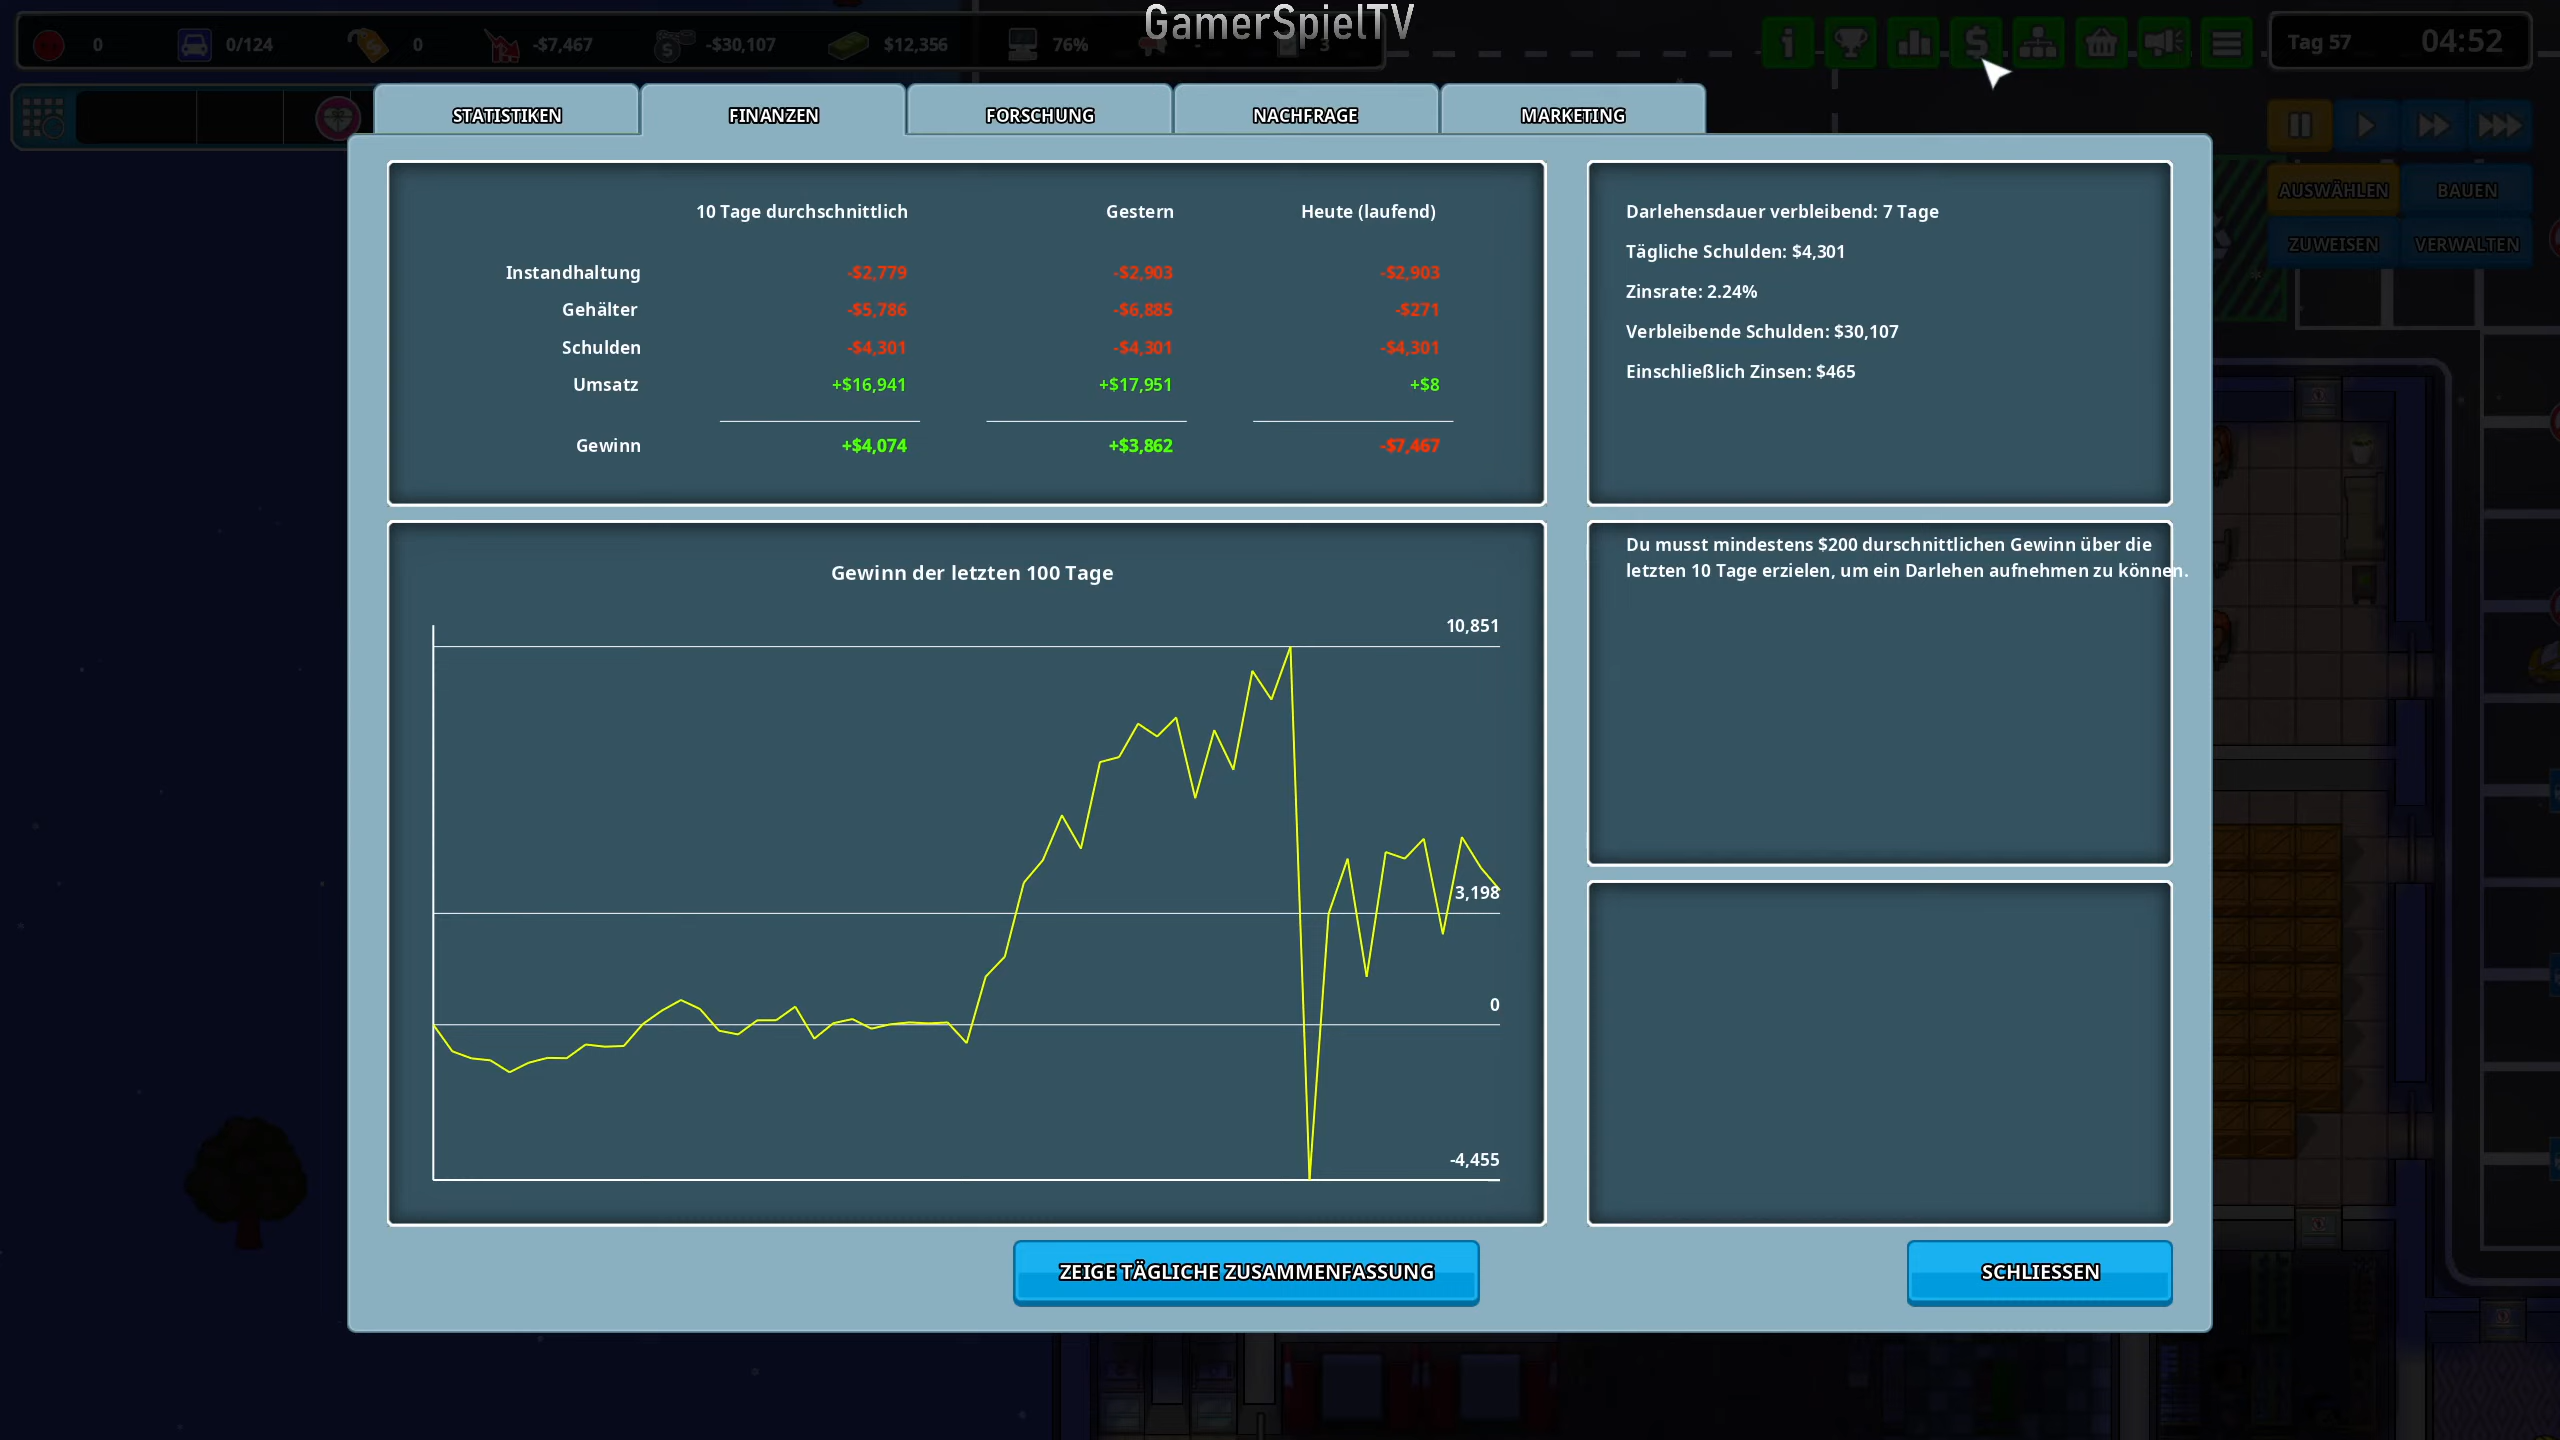 GamerSpielTV
0 0/124 0 -$7,467 -$30,107 $12,356 76% - 3
Tag 57 04:52
STATISTIKEN FINANZEN FORSCHUNG NACHFRAGE MARKETING
AUSWÄHLEN BAUEN
ZUWEISEN VERWALTEN
10 Tage durchschnittlich Gestern Heute (laufend)
Instandhaltung -$2,779 -$2,903 -$2,903
Gehälter -$5,786 -$6,885 -$271
Schulden -$4,301 -$4,301 -$4,301
Umsatz +$16,941 +$17,951 +$8
Gewinn +$4,074 +$3,862 -$7,467
Darlehensdauer verbleibend: 7 Tage
Tägliche Schulden: $4,301
Zinsrate: 2.24%
Verbleibende Schulden: $30,107
Einschließlich Zinsen: $465
Du musst mindestens $200 durschnittlichen Gewinn über die
letzten 10 Tage erzielen, um ein Darlehen aufnehmen zu können.
Gewinn der letzten 100 Tage
10,851
3,198
0
-4,455
ZEIGE TÄGLICHE ZUSAMMENFASSUNG
SCHLIESSEN